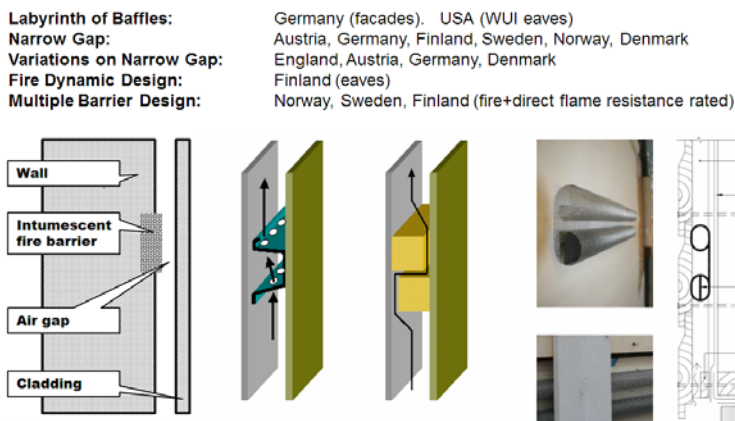 Labyrinth of Baffles: Germany (facades). USA (WUI eaves)
Narrow Gap: Austria, Germany, Finland, Sweden, Norway, Denmark
Variations on Narrow Gap: England, Austria, Germany, Denmark
Fire Dynamic Design: Finland (eaves)
Multiple Barrier Design: Norway, Sweden, Finland (fire+direct flame resistance rated)
Wall
Intumescent
fire barrier
Air gap
Cladding